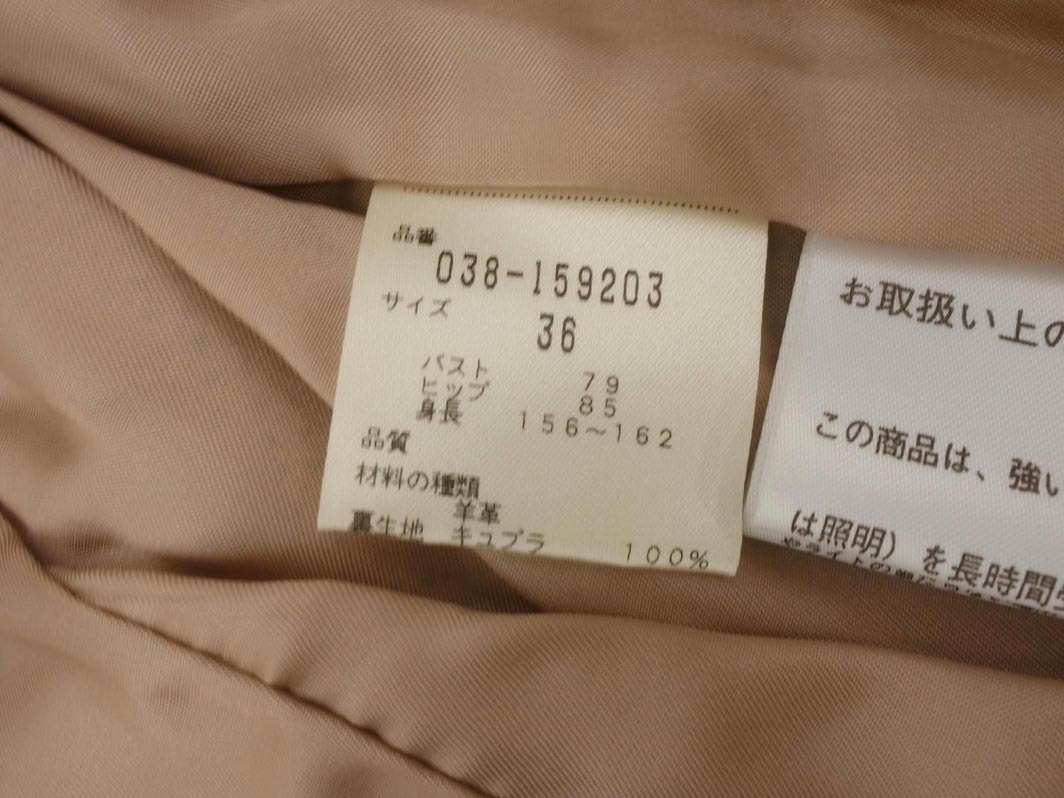 品番
038-159203
サイズ
36
バスト 79
ヒップ 85
身長 156～162
品質
材料の種類
羊革
裏生地 キュプラ 100%
お取扱い上の
この商品は、強い
は照明）を長時間